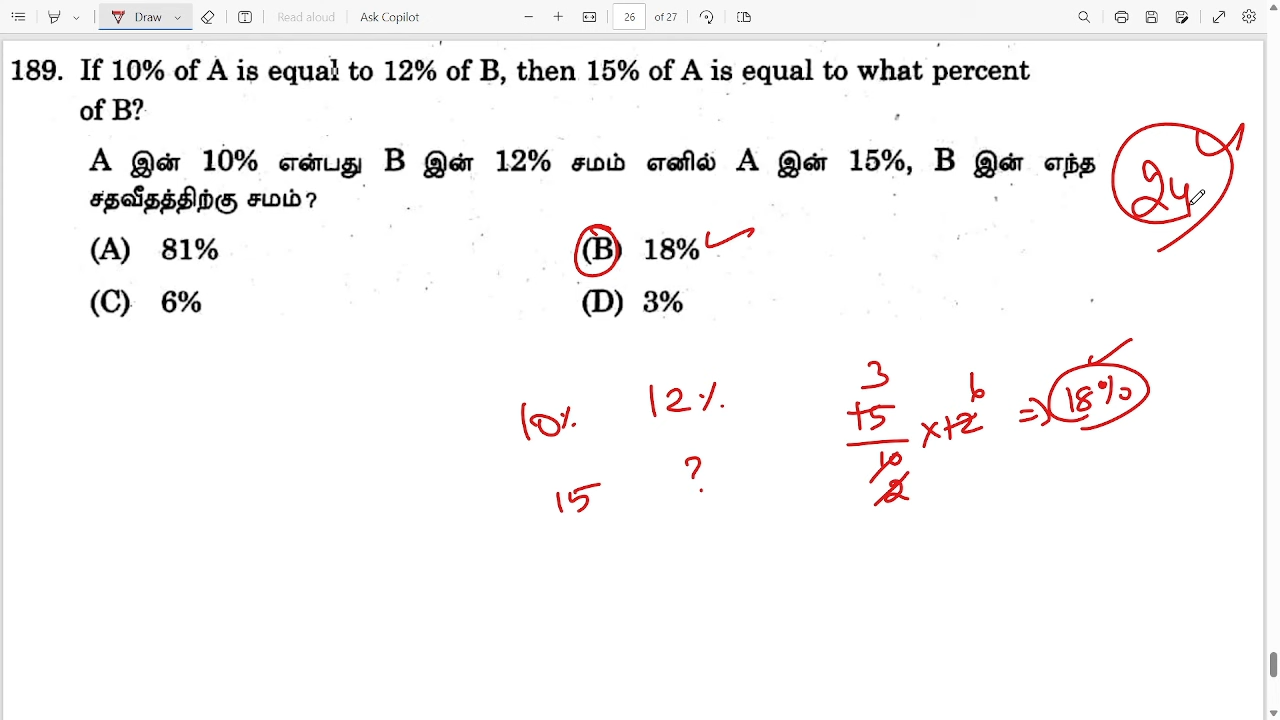 Draw Read aloud Ask Copilot 26 of 27
189. If 10% of A is equal to 12% of B, then 15% of A is equal to what percent
of B?
A இன் 10% என்பது B இன் 12% சமம் எனில் A இன் 15%, B இன் எந்த
சதவீதத்திற்கு சமம்?
24
(A) 81% (B) 18%
(C) 6% (D) 3%
3
10% 12% 15 x 12 6 => 18%
10
15 ? 2